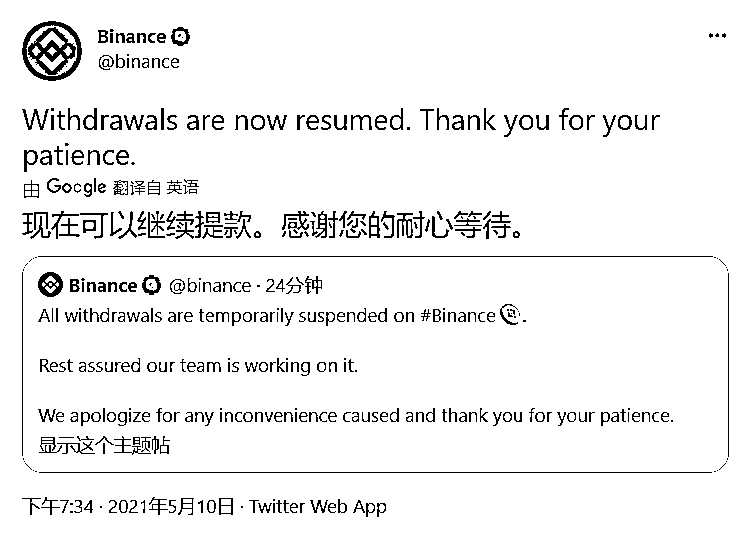 Binance
@binance
Withdrawals are now resumed. Thank you for your
patience.
由 Google 翻译自 英语
现在可以继续提款。感谢您的耐心等待。
Binance @binance · 24分钟
All withdrawals are temporarily suspended on #Binance.
Rest assured our team is working on it.
We apologize for any inconvenience caused and thank you for your patience.
显示这个主题帖
下午7:34 · 2021年5月10日 · Twitter Web App